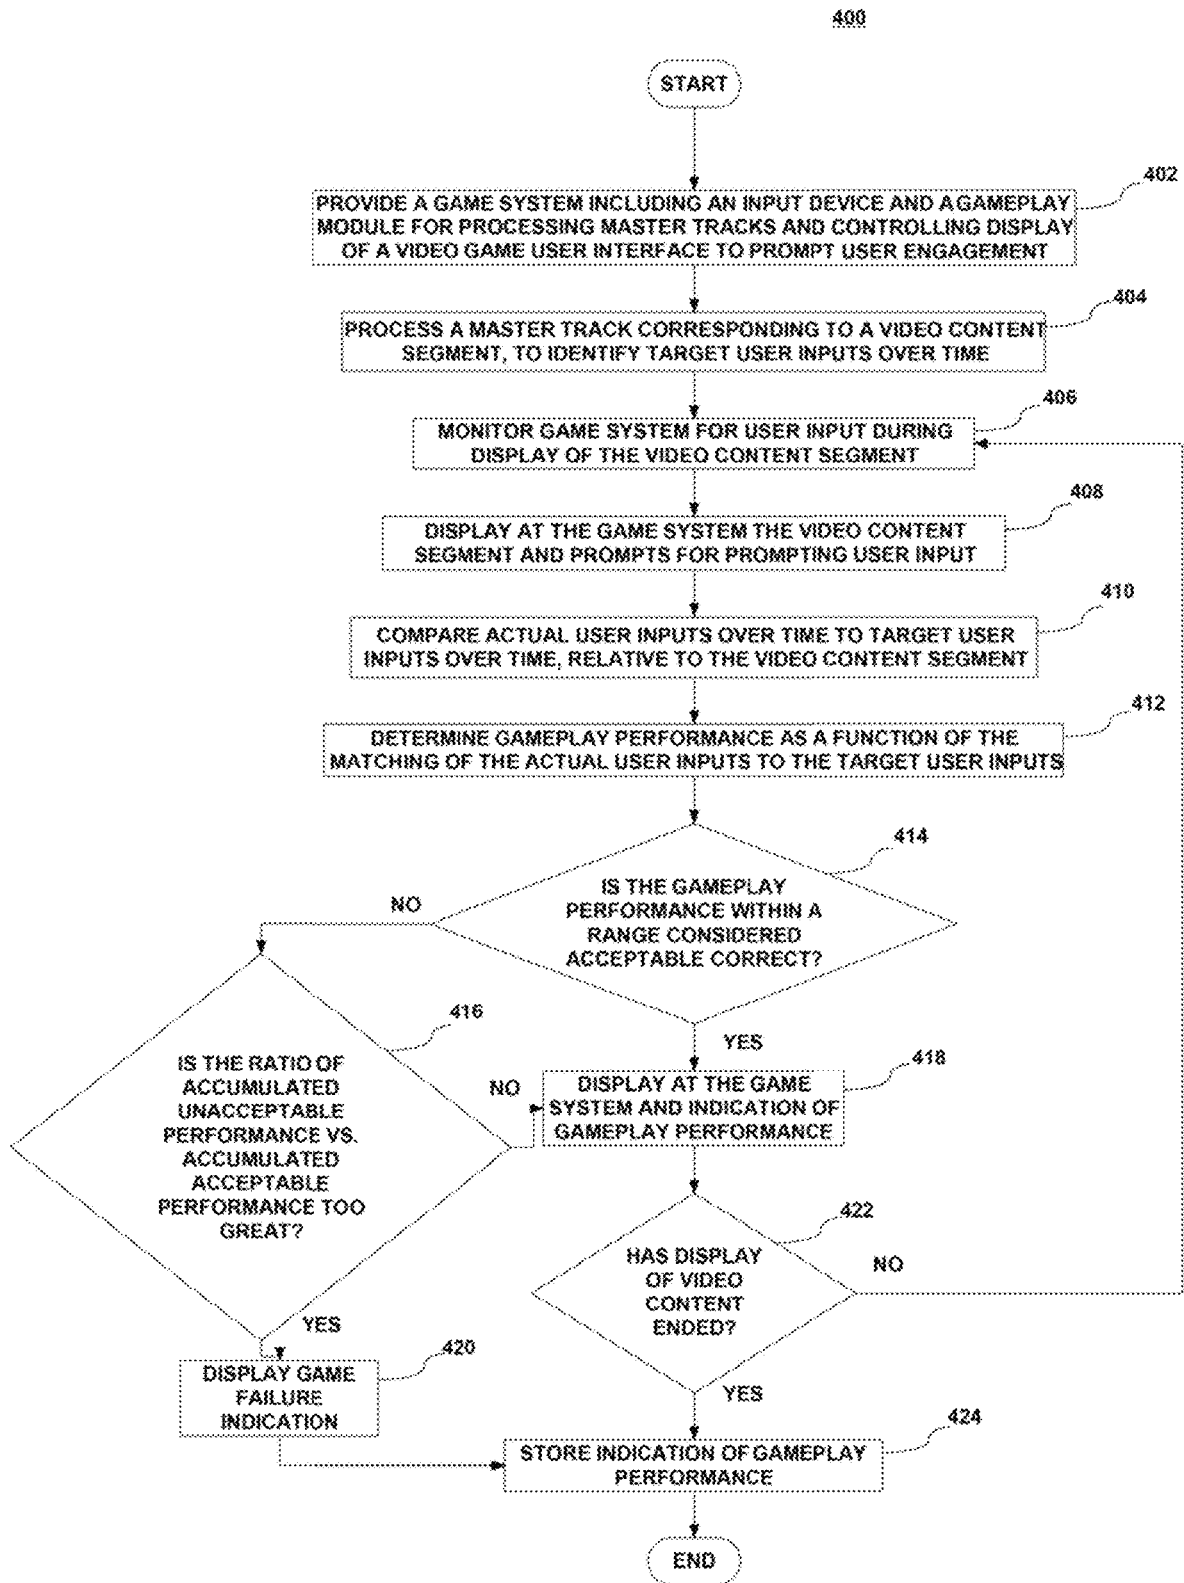 400
START
402
PROVIDE A GAME SYSTEM INCLUDING AN INPUT DEVICE AND A GAMEPLAY
MODULE FOR PROCESSING MASTER TRACKS AND CONTROLLING DISPLAY
OF A VIDEO GAME USER INTERFACE TO PROMPT USER ENGAGEMENT
404
PROCESS A MASTER TRACK CORRESPONDING TO A VIDEO CONTENT
SEGMENT, TO IDENTIFY TARGET USER INPUTS OVER TIME
406
MONITOR GAME SYSTEM FOR USER INPUT DURING
DISPLAY OF THE VIDEO CONTENT SEGMENT
408
DISPLAY AT THE GAME SYSTEM THE VIDEO CONTENT
SEGMENT AND PROMPTS FOR PROMPTING USER INPUT
410
COMPARE ACTUAL USER INPUTS OVER TIME TO TARGET USER
INPUTS OVER TIME, RELATIVE TO THE VIDEO CONTENT SEGMENT
412
DETERMINE GAMEPLAY PERFORMANCE AS A FUNCTION OF THE
MATCHING OF THE ACTUAL USER INPUTS TO THE TARGET USER INPUTS
414
NO
IS THE GAMEPLAY
PERFORMANCE WITHIN A
RANGE CONSIDERED
ACCEPTABLE CORRECT?
YES
416
IS THE RATIO OF
ACCUMULATED
UNACCEPTABLE
PERFORMANCE VS.
ACCUMULATED
ACCEPTABLE
PERFORMANCE TOO
GREAT?
NO
418
DISPLAY AT THE GAME
SYSTEM AND INDICATION OF
GAMEPLAY PERFORMANCE
422
HAS DISPLAY
OF VIDEO
CONTENT
ENDED?
NO
YES
420
DISPLAY GAME
FAILURE
INDICATION
YES
424
STORE INDICATION OF GAMEPLAY
PERFORMANCE
END